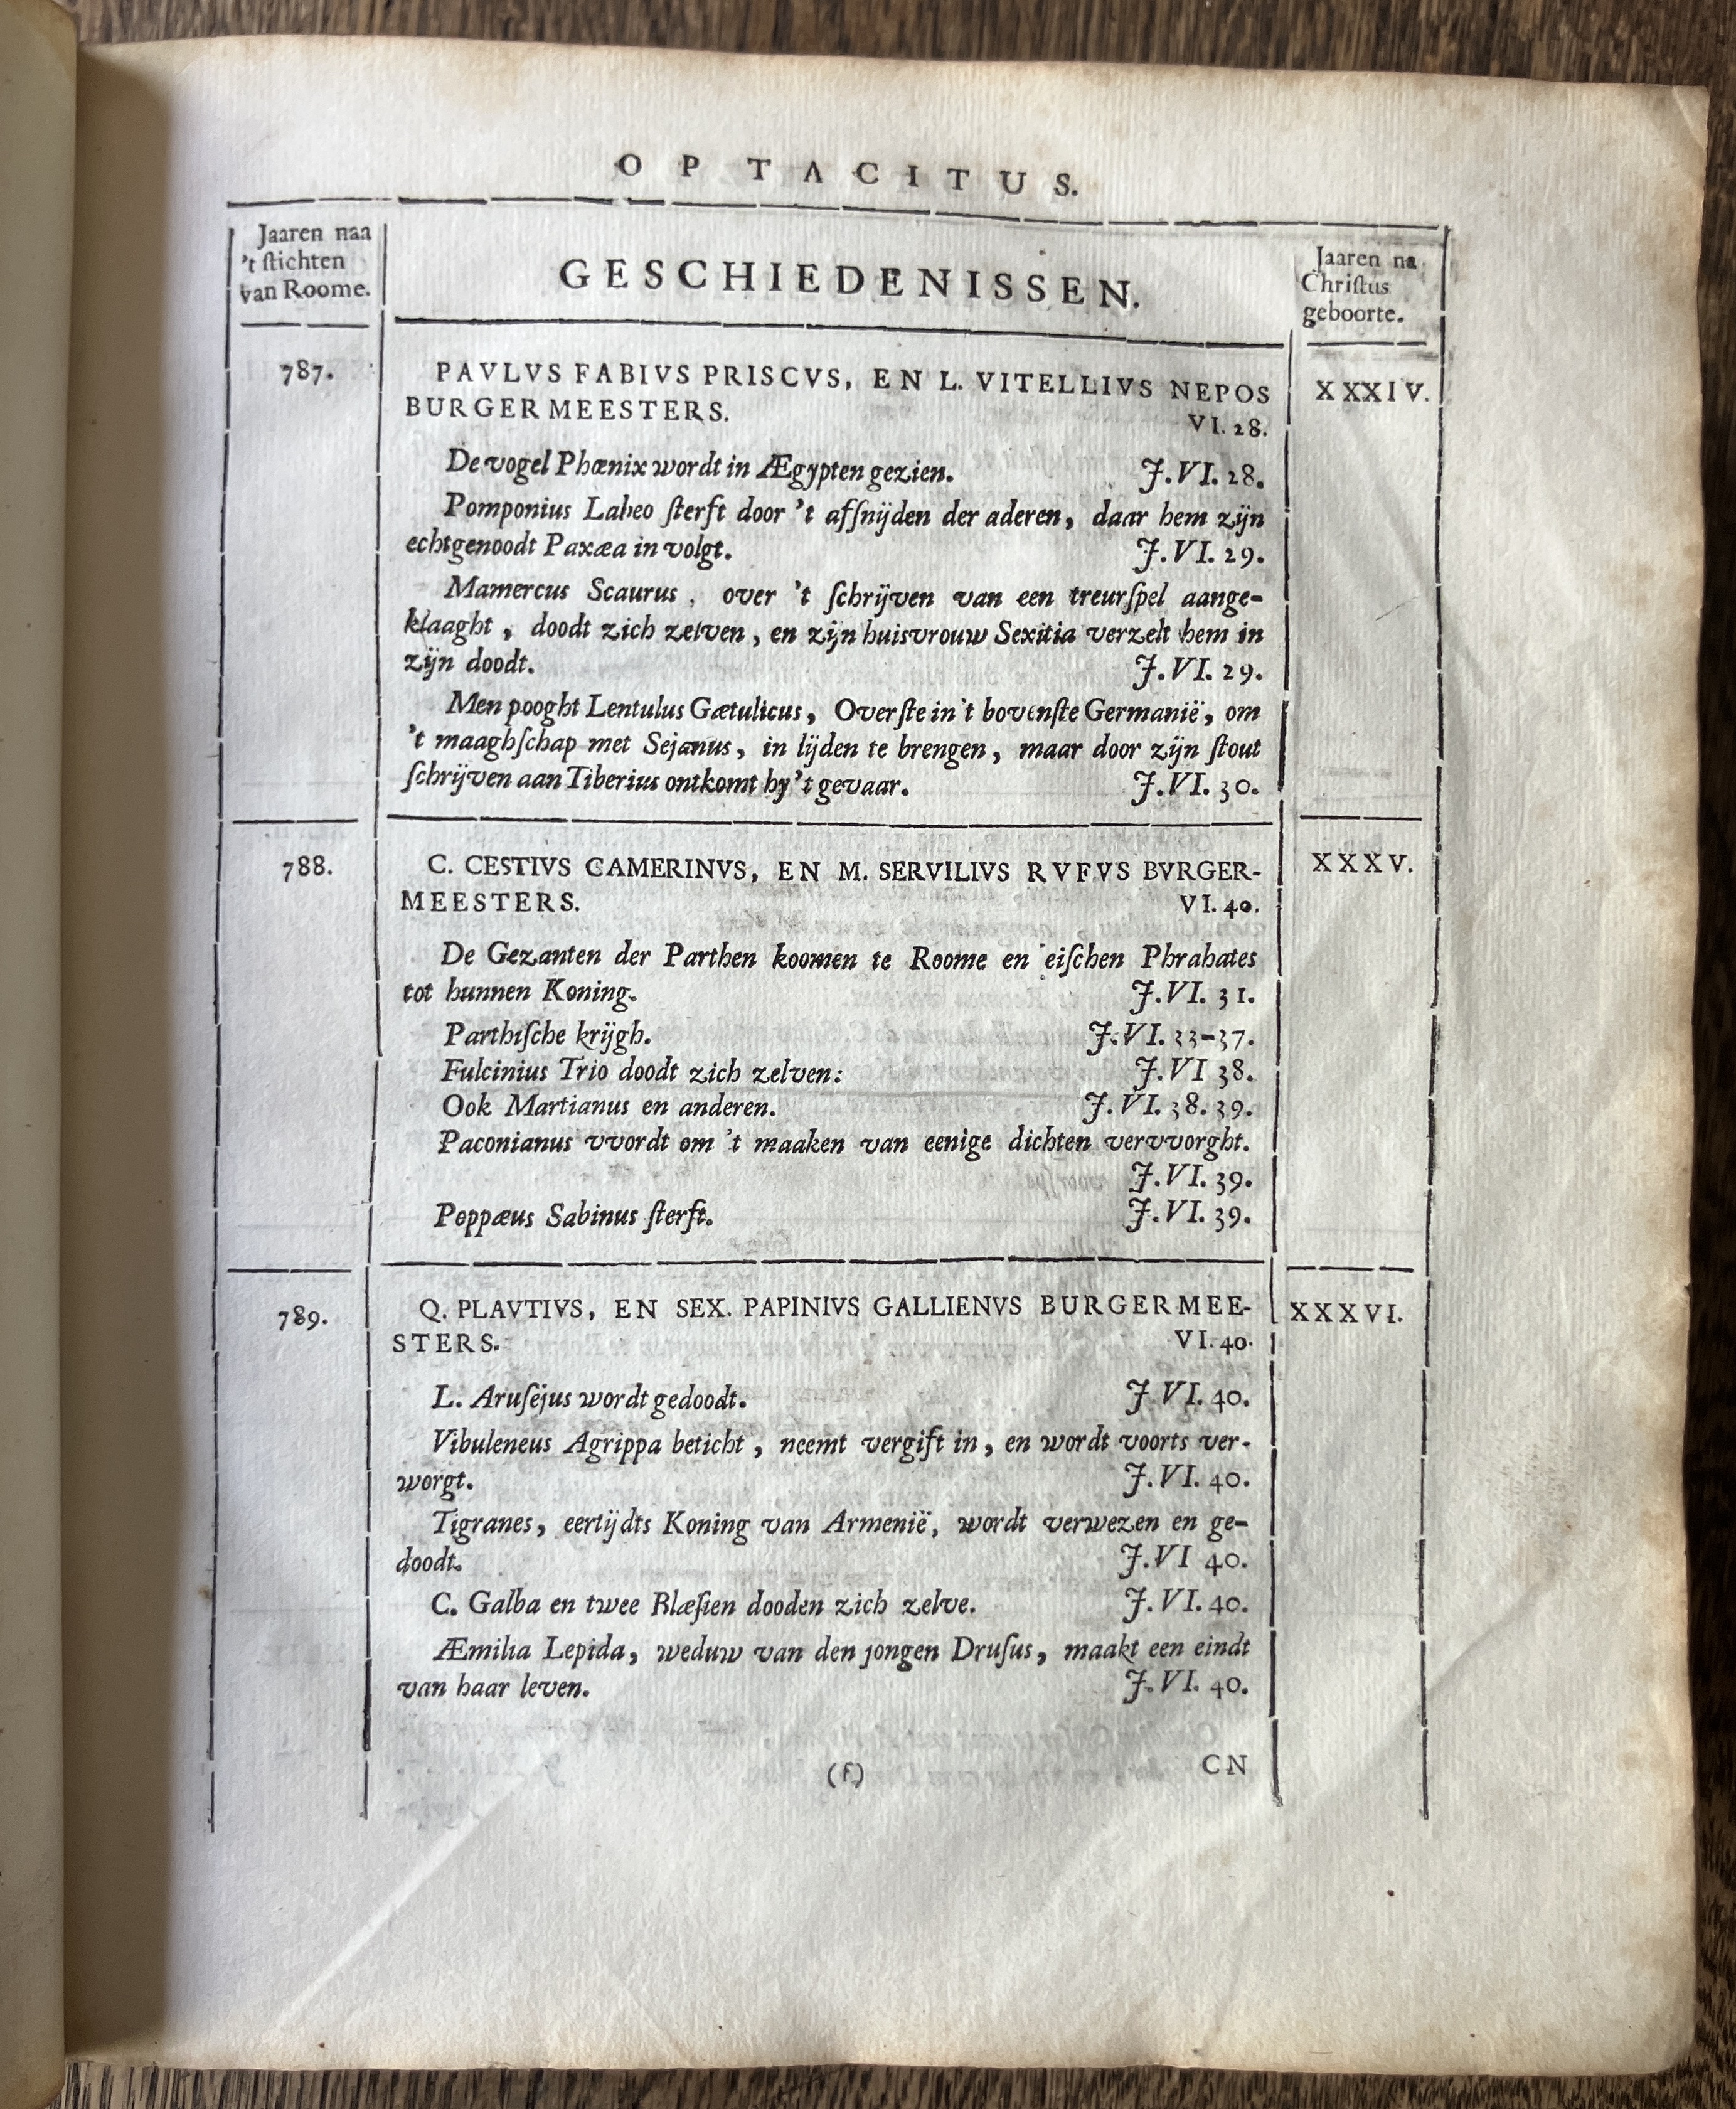 OP TACITUS.
Jaaren naa
't ſtichten
van Roome.
GESCHIEDENISSEN.
Jaaren na
Chriſtus
geboorte.
787.
PAVLVS FABIVS PRISCVS, EN L. VITELLIVS NEPOS
BURGERMEESTERS. VI. 28.
XXXIV.
De vogel Phœnix wordt in Ægypten gezien. J. VI. 28.
Pomponius Labeo ſterft door 't afſnijden der aderen, daar hem zijn
echtgenoodt Paxæa in volgt. J. VI. 29.
Mamercus Scaurus, over 't ſchrijven van een treurſpel aange-
klaaght, doodt zich zelven, en zijn huisvrouw Sexitia verzelt hem in
zijn doodt. J. VI. 29.
Men pooght Lentulus Gætulicus, Overſte in 't bovenſte Germanië, om
't maaghſchap met Sejanus, in lijden te brengen, maar door zijn ſtout
ſchrijven aan Tiberius ontkomt hy 't gevaar. J. VI. 30.
788.
C. CESTIVS CAMERINVS, EN M. SERVILIVS RVFVS BVRGER-
MEESTERS. VI. 40.
XXXV.
De Gezanten der Parthen koomen te Roome en eiſchen Phrahates
tot hunnen Koning. J. VI. 31.
Parthiſche krijgh. J. VI. 33-37.
Fulcinius Trio doodt zich zelven: J. VI 38.
Ook Martianus en anderen. J. VI. 38. 39.
Paconianus vvordt om 't maaken van eenige dichten vervvorght.
J. VI. 39.
Poppæus Sabinus ſterft. J. VI. 39.
789.
Q. PLAVTIVS, EN SEX. PAPINIVS GALLIENVS BURGERMEE-
STERS. VI. 40.
XXXVI.
L. Aruſejus wordt gedoodt. J VI. 40.
Vibuleneus Agrippa beticht, neemt vergift in, en wordt voorts ver-
worgt. J. VI. 40.
Tigranes, eertijdts Koning van Armenië, wordt verwezen en ge-
doodt. J. VI 40.
C. Galba en twee Blæſien dooden zich zelve. J. VI. 40.
Æmilia Lepida, weduw van den jongen Druſus, maakt een eindt
van haar leven. J. VI. 40.
(f) CN